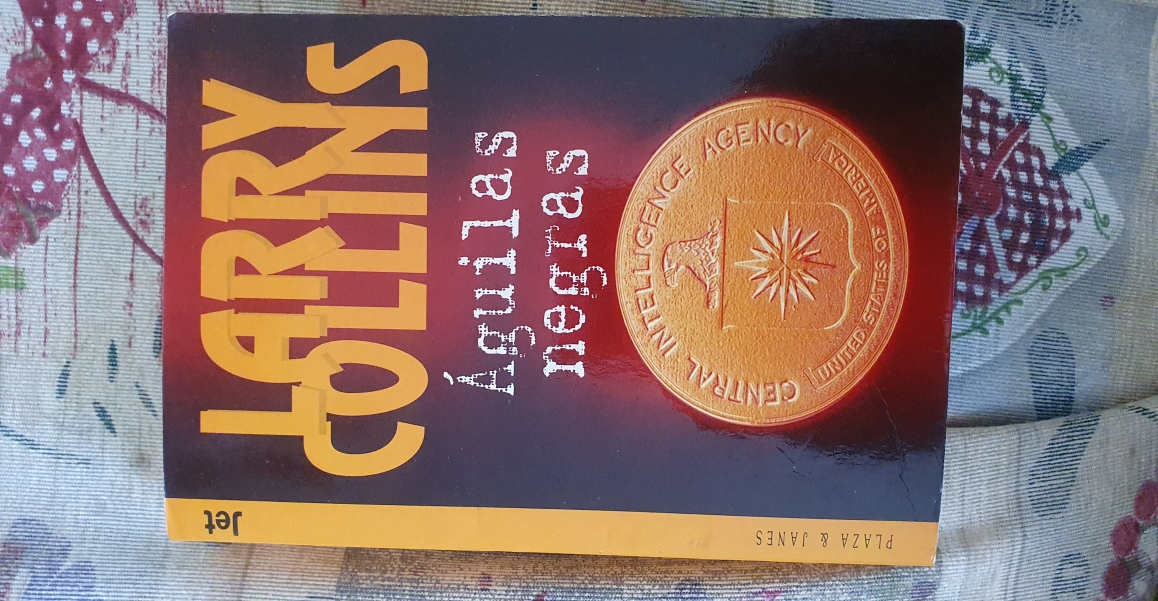 LARRY
COLLINS
Águilas
negras
CENTRAL INTELLIGENCE AGENCY
UNITED STATES OF AMERICA
Jet
PLAZA & JANES